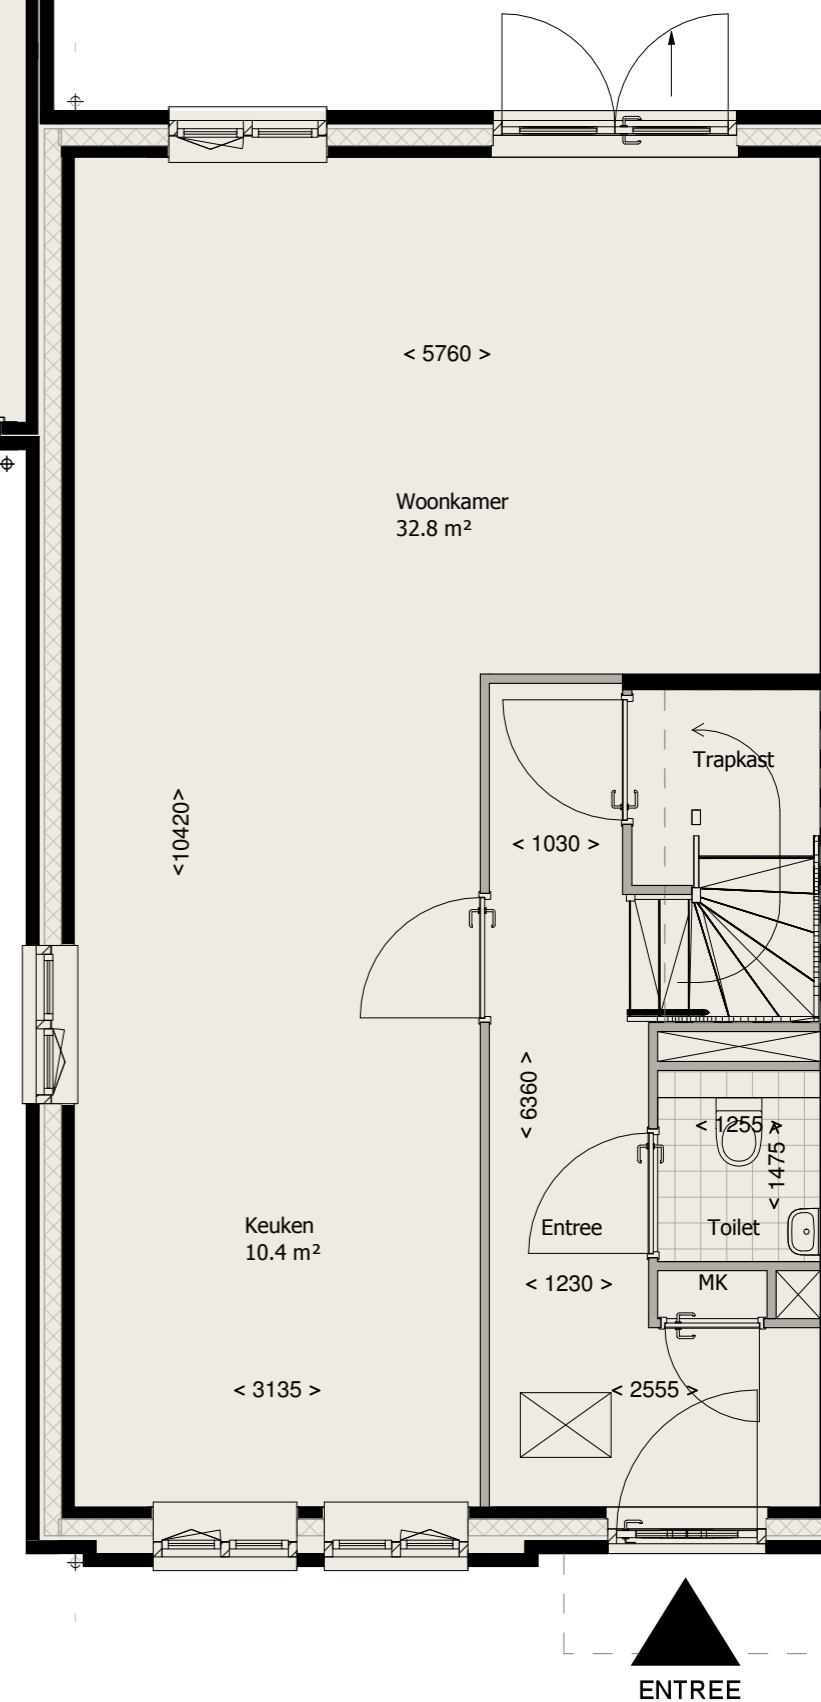 < 5760 >
Woonkamer
32.8 m²
Trapkast
<10420>
< 1030 >
< 6360 >
< 1255 >
< 1475 >
Keuken
10.4 m²
Entree
Toilet
< 1230 >
MK
< 3135 >
< 2555 >
ENTREE